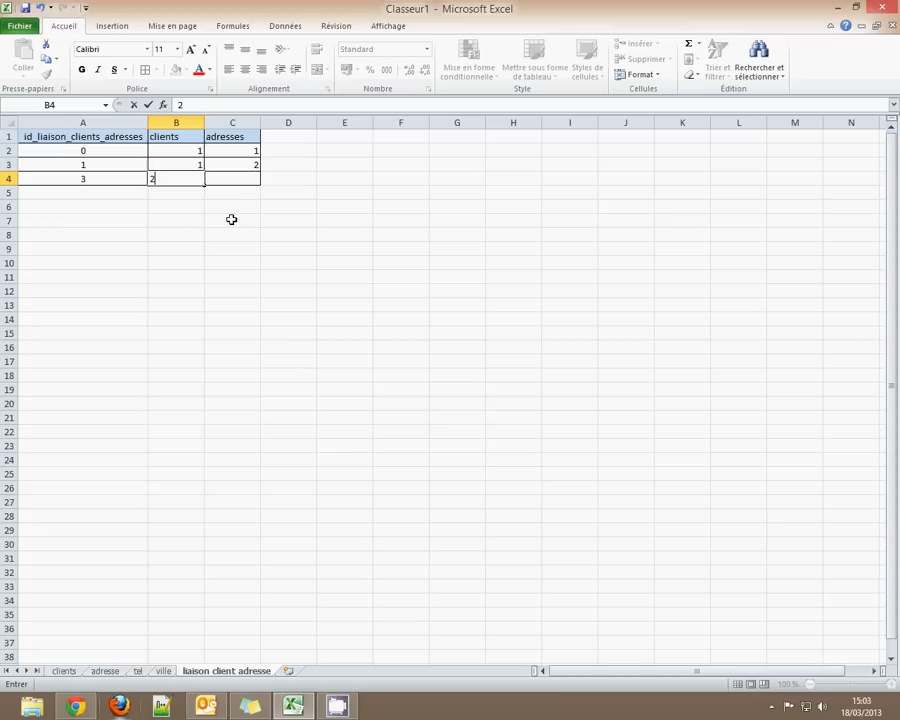 Classeur1 - Microsoft Excel
Fichier Accueil Insertion Mise en page Formules Données Révision Affichage
Coller
Calibri 11
G I S
Standard
% 000
Mise en forme conditionnelle
Mettre sous forme de tableau
Styles de cellules
Insérer
Supprimer
Format
Σ
Trier et filtrer
Rechercher et sélectionner
Presse-papiers Police Alignement Nombre Style Cellules Édition
B4 fx 2
A B C D E F G H I J K L M N
1 id_liaison_clients_adresses clients adresses
2 0 1 1
3 1 1 2
4 3 2
5
6
7
8
9
10
11
12
13
14
15
16
17
18
19
20
21
22
23
24
25
26
27
28
29
30
31
32
33
34
35
36
37
38
clients adresse tel ville liaison client adresse
Entrer 100 %
15:03
18/03/2013